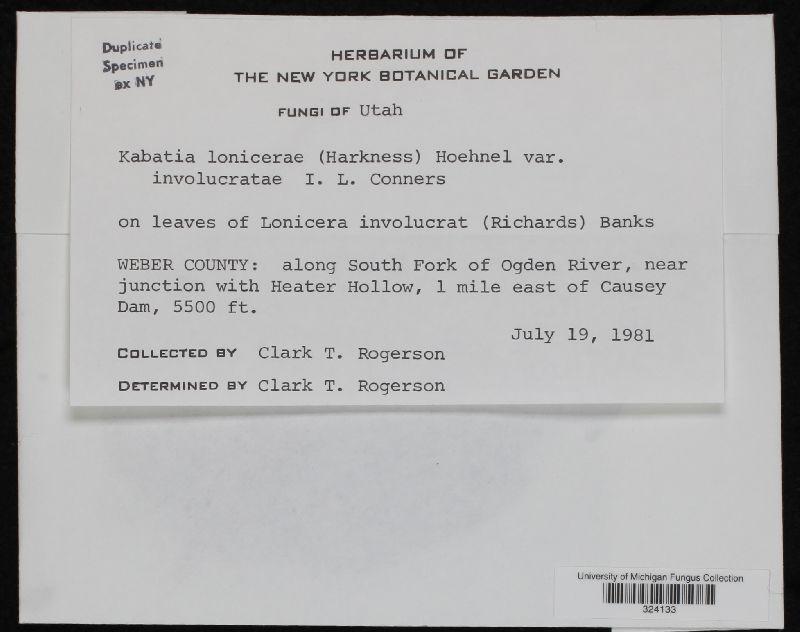 Duplicate
Specimen
ex NY
HERBARIUM OF
THE NEW YORK BOTANICAL GARDEN
FUNGI OF Utah
Kabatia lonicerae (Harkness) Hoehnel var.
involucratae I. L. Conners
on leaves of Lonicera involucrat (Richards) Banks
WEBER COUNTY: along South Fork of Ogden River, near
junction with Heater Hollow, 1 mile east of Causey
Dam, 5500 ft.
July 19, 1981
COLLECTED BY Clark T. Rogerson
DETERMINED BY Clark T. Rogerson
University of Michigan Fungus Collection
324133